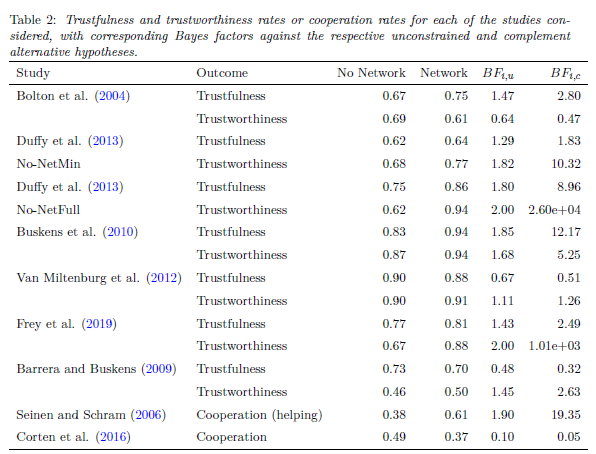 Table 2: Trustfulness and trustworthiness rates or cooperation rates for each of the studies con-
sidered, with corresponding Bayes factors against the respective unconstrained and complement
alternative hypotheses.
Study Outcome No Network Network BFt,u BFt,c
Bolton et al. (2004) Trustfulness 0.67 0.75 1.47 2.80
Trustworthiness 0.69 0.61 0.64 0.47
Duffy et al. (2013) Trustfulness 0.62 0.64 1.29 1.83
No-NetMin Trustworthiness 0.68 0.77 1.82 10.32
Duffy et al. (2013) Trustfulness 0.75 0.86 1.80 8.96
No-NetFull Trustworthiness 0.62 0.94 2.00 2.60e+04
Buskens et al. (2010) Trustfulness 0.83 0.94 1.85 12.17
Trustworthiness 0.87 0.94 1.68 5.25
Van Miltenburg et al. (2012) Trustfulness 0.90 0.88 0.67 0.51
Trustworthiness 0.90 0.91 1.11 1.26
Frey et al. (2019) Trustfulness 0.77 0.81 1.43 2.49
Trustworthiness 0.67 0.88 2.00 1.01e+03
Barrera and Buskens (2009) Trustfulness 0.73 0.70 0.48 0.32
Trustworthiness 0.46 0.50 1.45 2.63
Seinen and Schram (2006) Cooperation (helping) 0.38 0.61 1.90 19.35
Corten et al. (2016) Cooperation 0.49 0.37 0.10 0.05